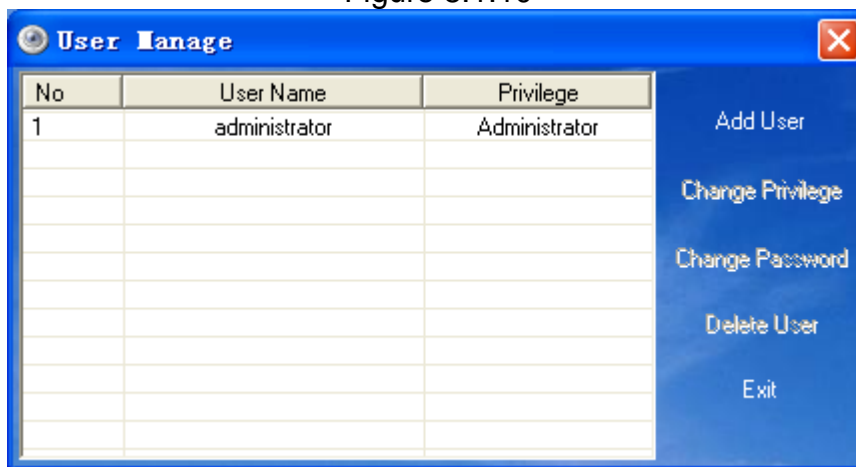 User Manage
No User Name Privilege
1 administrator Administrator
Add User
Change Privilege
Change Password
Delete User
Exit